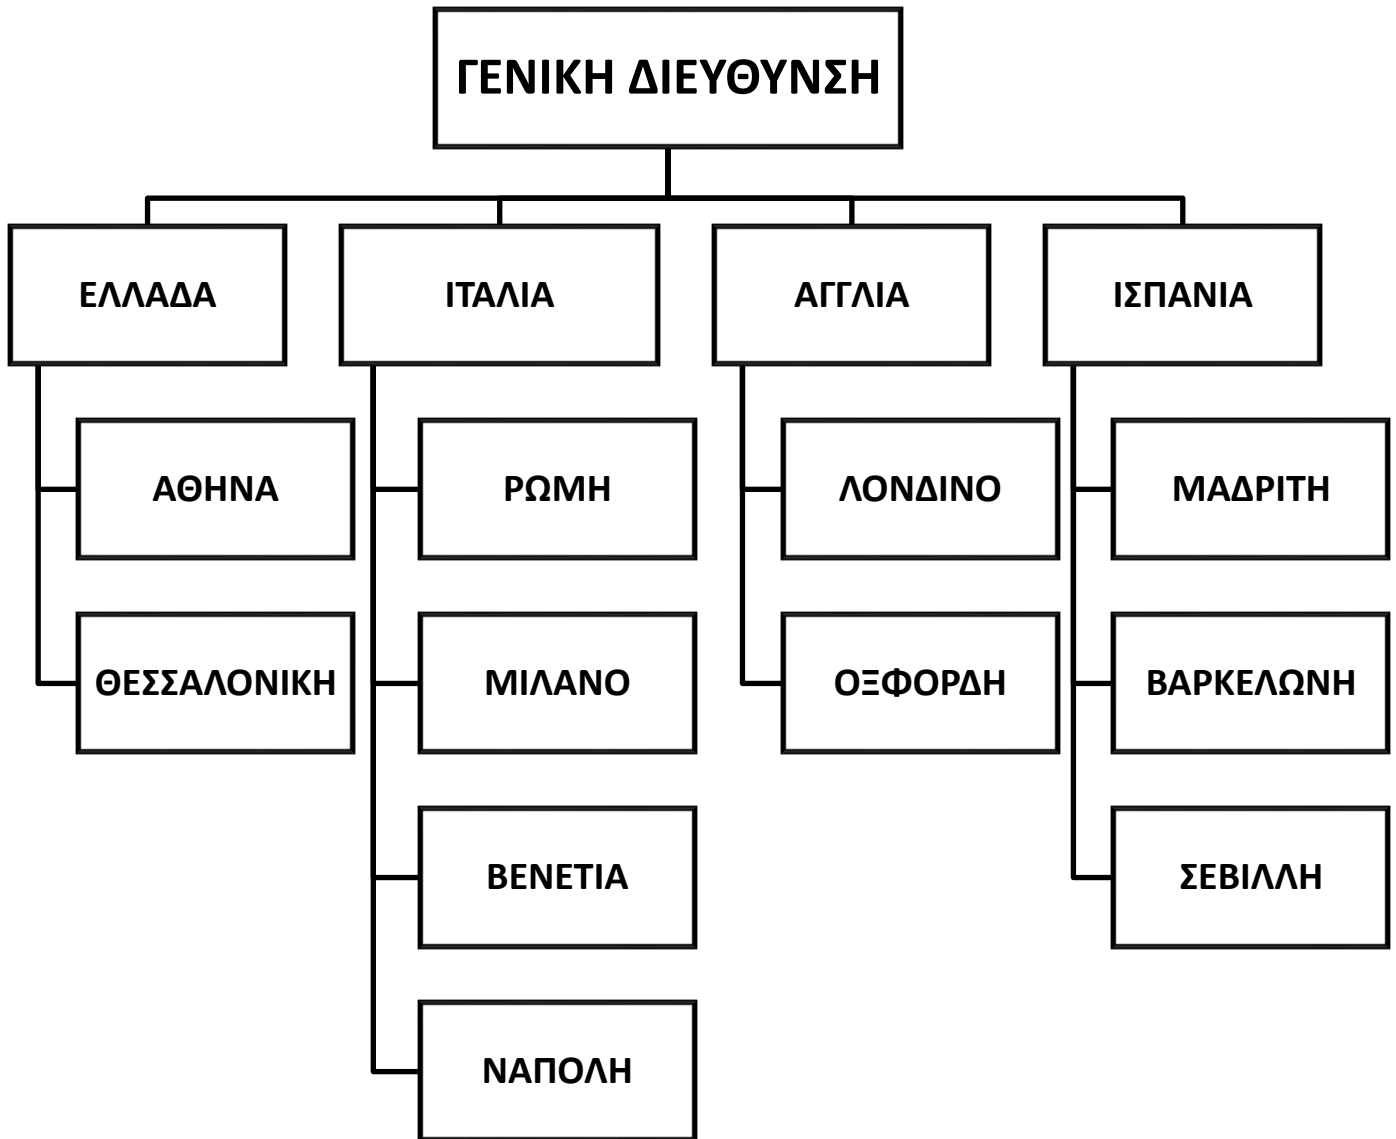 ΓΕΝΙΚΗ ΔΙΕΥΘΥΝΣΗ
ΕΛΛΑΔΑ
ΑΘΗΝΑ
ΘΕΣΣΑΛΟΝΙΚΗ
ΙΤΑΛΙΑ
ΡΩΜΗ
ΜΙΛΑΝΟ
ΒΕΝΕΤΙΑ
ΝΑΠΟΛΗ
ΑΓΓΛΙΑ
ΛΟΝΔΙΝΟ
ΟΞΦΟΡΔΗ
ΙΣΠΑΝΙΑ
ΜΑΔΡΙΤΗ
ΒΑΡΚΕΛΩΝΗ
ΣΕΒΙΛΛΗ